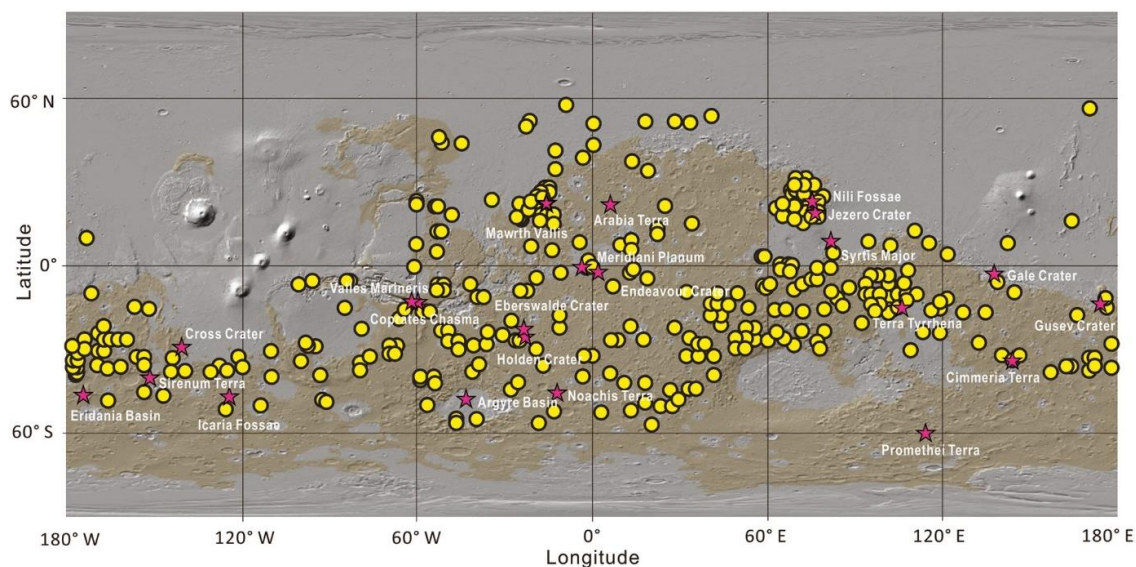 60° N
Nili Fossae
Jezero Crater
Arabia Terra
Mawrth Vallis
Syrtis Major
Meridiani Planum
0°
Gale Crater
Valles Marineris
Endeavour Crater
Eberswalde Crater
Coprates Chasma
Gusev Crater
Terra Tyrrhena
Cross Crater
Holden Crater
Cimmeria Terra
Sirenum Terra
Noachis Terra
Argyre Basin
Eridania Basin
Icaria Fossae
60° S
Promethei Terra
180° W
120° W
60 W
0°
60 E
120° E
180° E
Longitude
Latitude